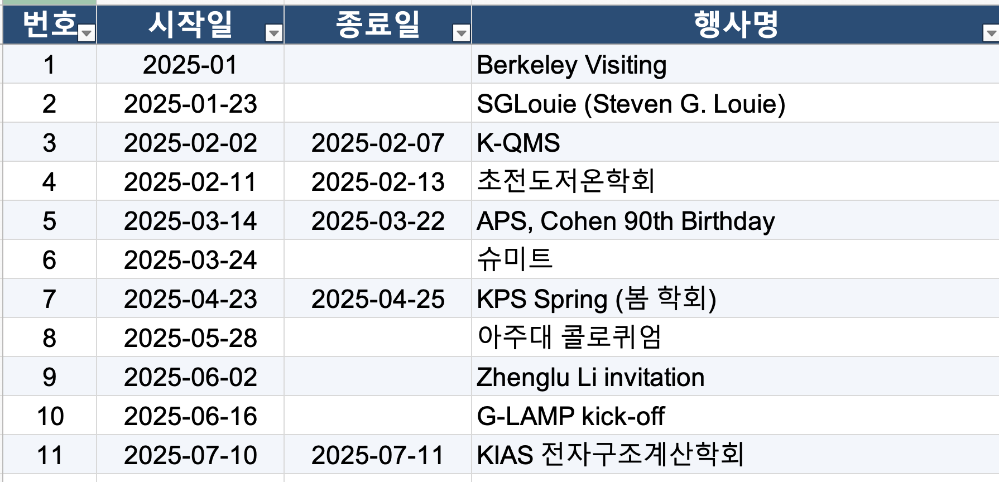 번호 시작일 종료일 행사명
1 2025-01 Berkeley Visiting
2 2025-01-23 SGLouie (Steven G. Louie)
3 2025-02-02 2025-02-07 K-QMS
4 2025-02-11 2025-02-13 초전도저온학회
5 2025-03-14 2025-03-22 APS, Cohen 90th Birthday
6 2025-03-24 슈미트
7 2025-04-23 2025-04-25 KPS Spring (봄 학회)
8 2025-05-28 아주대 콜로퀴엄
9 2025-06-02 Zhenglu Li invitation
10 2025-06-16 G-LAMP kick-off
11 2025-07-10 2025-07-11 KIAS 전자구조계산학회